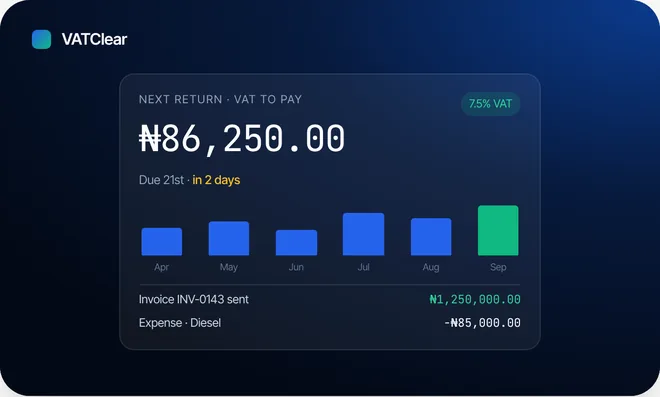 VATClear
NEXT RETURN · VAT TO PAY
7.5% VAT
₦86,250.00
Due 21st · in 2 days
Apr May Jun Jul Aug Sep
Invoice INV-0143 sent ₦1,250,000.00
Expense · Diesel -₦85,000.00